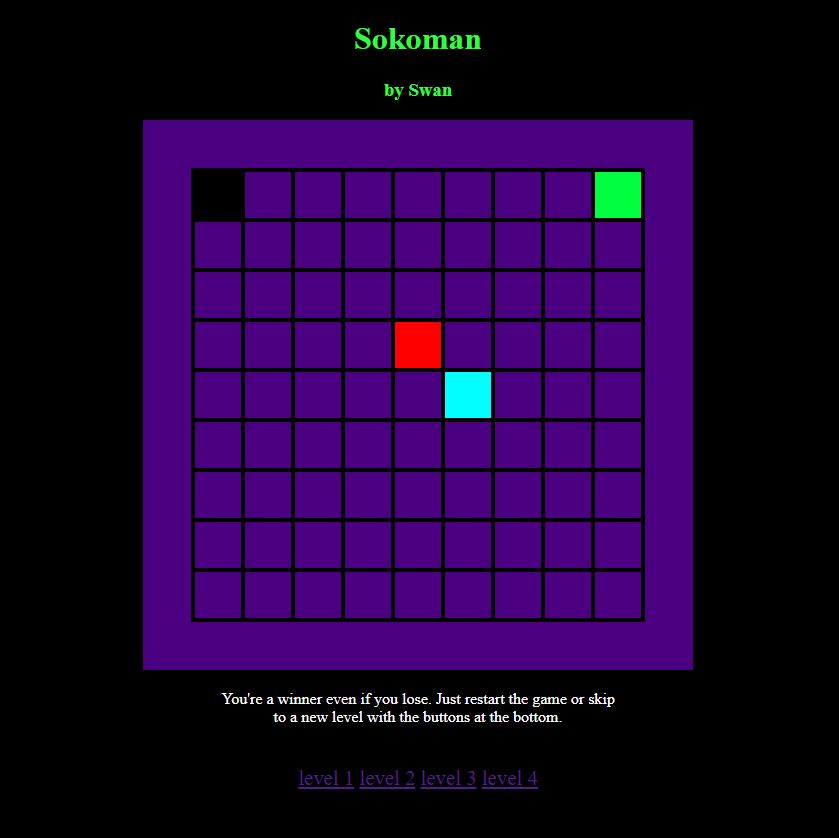 Sokoman
by Swan
You're a winner even if you lose. Just restart the game or skip
to a new level with the buttons at the bottom.
level 1 level 2 level 3 level 4